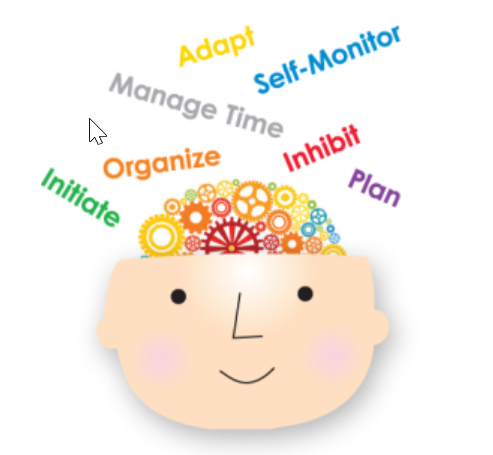 Adapt
Self-Monitor
Manage Time
Organize
Inhibit
Initiate
Plan